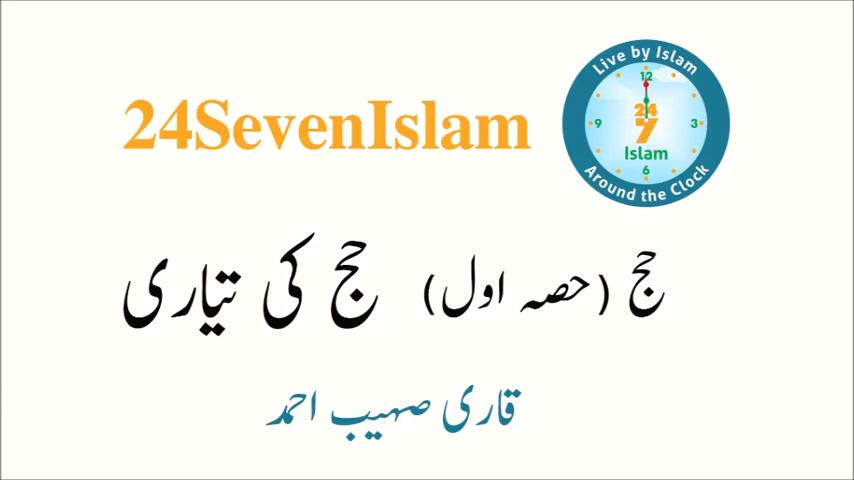 24SevenIslam
Live by Islam
12
3
6
9
24
7
Islam
Around the Clock
حج (حصہ اول) حج کی تیاری
قاری صہیب احمد